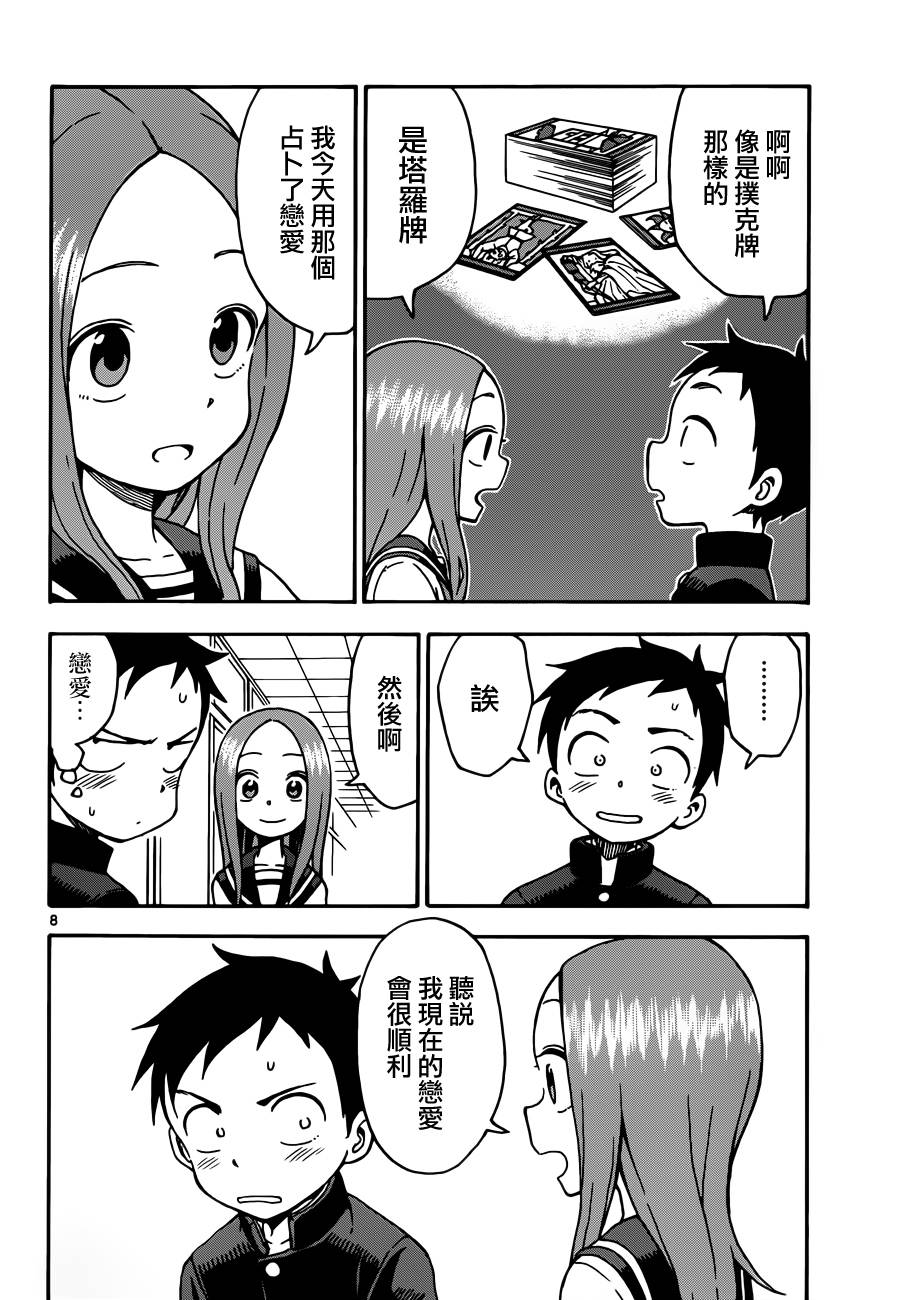 啊啊
像是撲克牌
那樣的
是塔羅牌
我今天用那個
占卜了戀愛
………
誒
然後啊
戀愛…
8
聽説
我現在的戀愛
會很順利